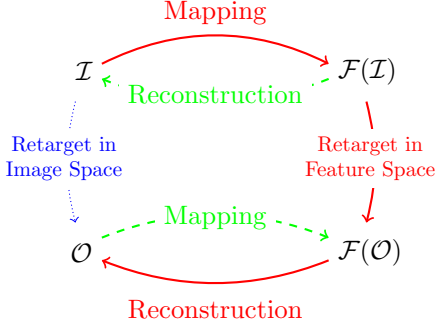 Mapping
ℐ
ℱ(ℐ)
Reconstruction
Retarget in
Image Space
Retarget in
Feature Space
Mapping
𝒪
ℱ(𝒪)
Reconstruction